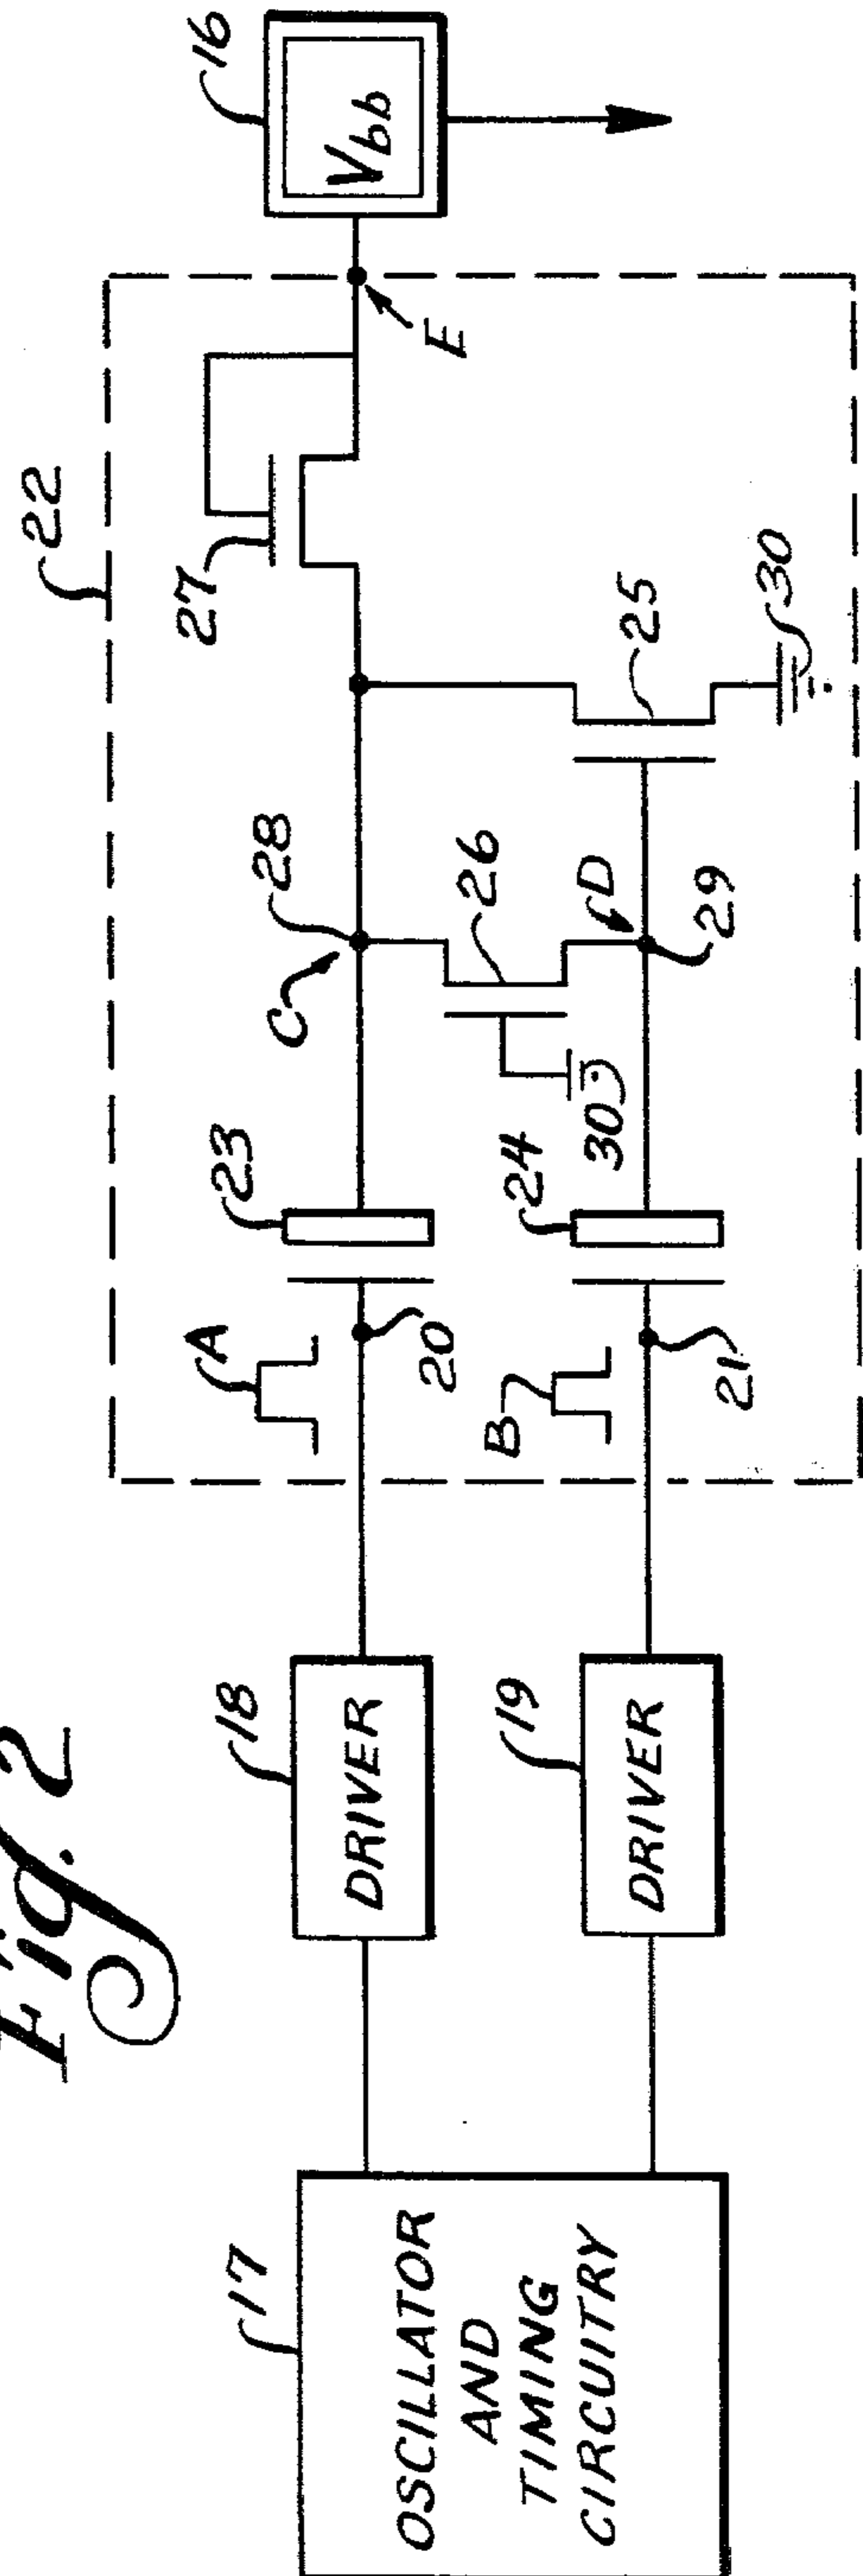 Fig. 2
22
16
Vbb
E
27
A
23
C
28
20
26
25
30
30
D
29
B
24
21
18
DRIVER
19
DRIVER
17
OSCILLATOR
AND
TIMING
CIRCUITRY